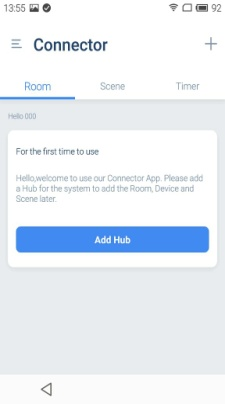 13:55 92
Connector
Room Scene Timer
Hello 000
For the first time to use
Hello,welcome to use our Connector App. Please add
a Hub for the system to add the Room, Device and
Scene later.
Add Hub